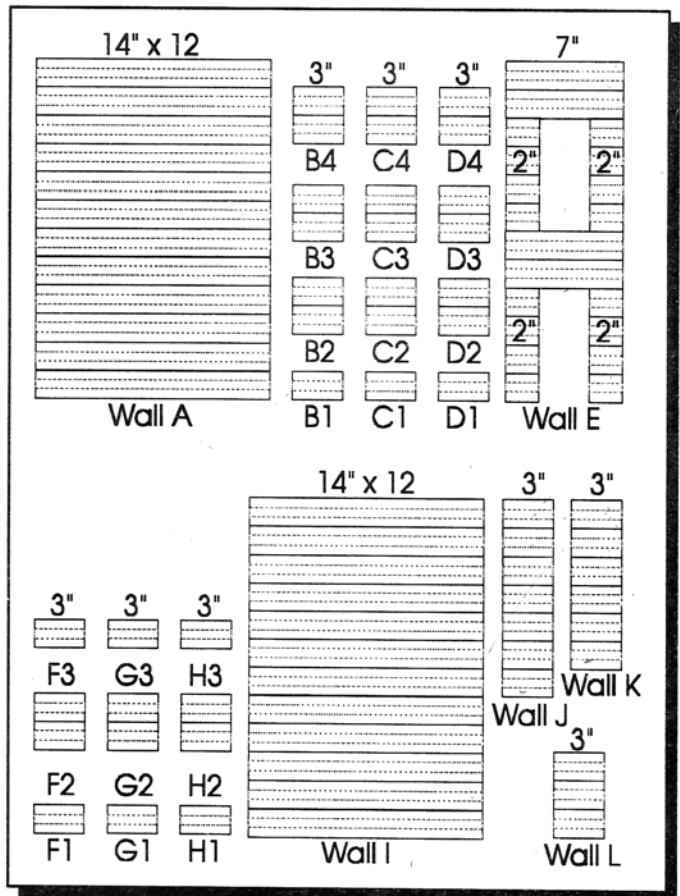 14" x 12
3" 3" 3"
7"
B4 C4 D4
2" 2"
B3 C3 D3
B2 C2 D2
2" 2"
Wall A
B1 C1 D1
Wall E
14" x 12
3" 3"
3" 3" 3"
F3 G3 H3
Wall K
Wall J
3"
F2 G2 H2
F1 G1 H1
Wall I
Wall L